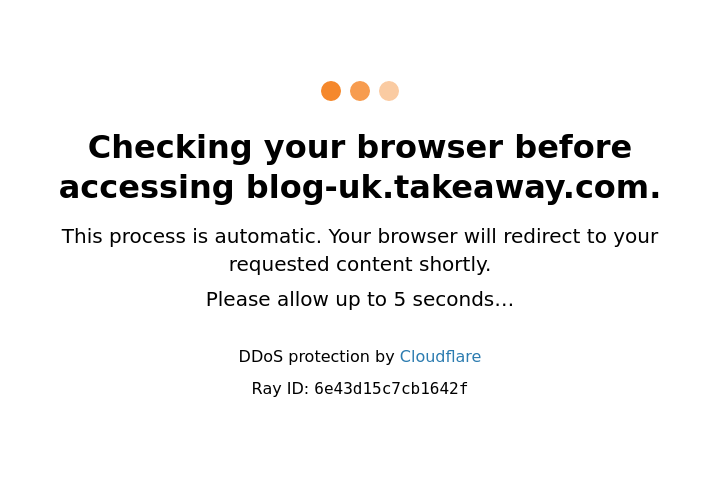 Checking your browser before
accessing blog-uk.takeaway.com.
This process is automatic. Your browser will redirect to your
requested content shortly.
Please allow up to 5 seconds…
DDoS protection by Cloudflare
Ray ID: 6e43d15c7cb1642f